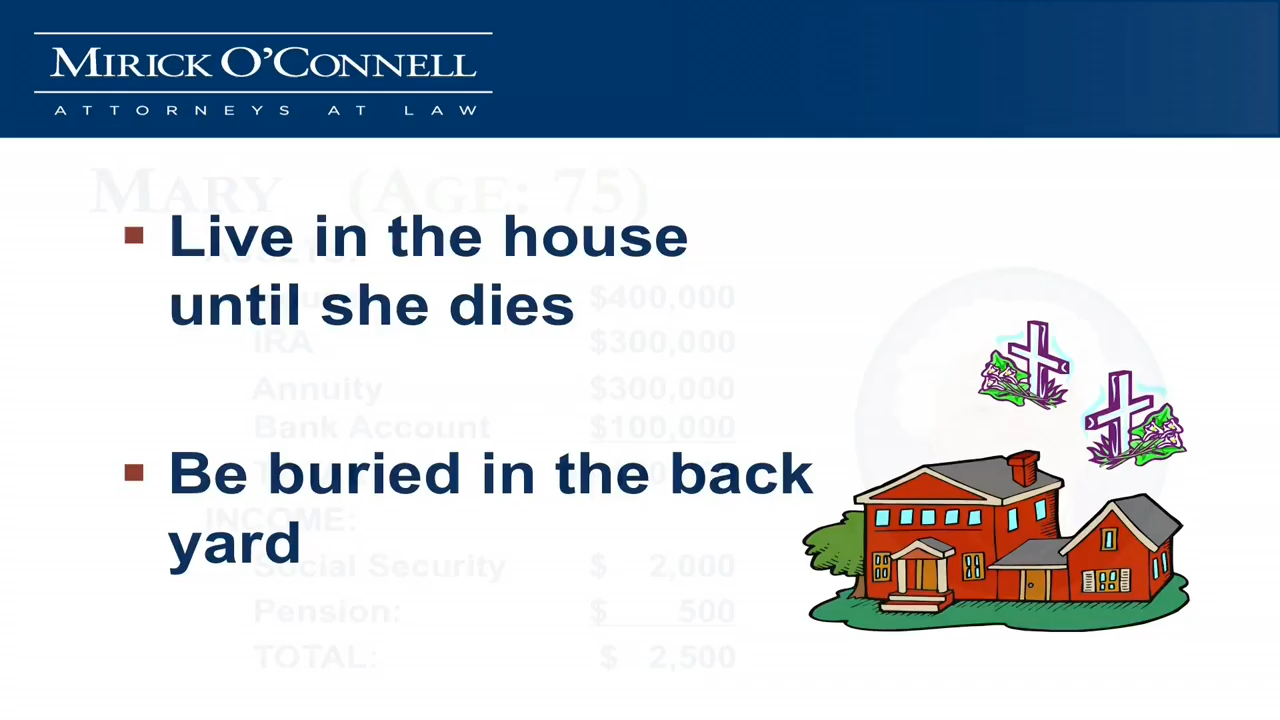 MIRICK O'CONNELL
ATTORNEYS AT LAW
MARY (AGE: 75)
▪ Live in the house
until she dies
$400,000
IRA $300,000
Annuity $300,000
Bank Account $100,000
▪ Be buried in the back
yard
INCOME:
Social Security $ 2,000
Pension: $ 500
TOTAL: $ 2,500